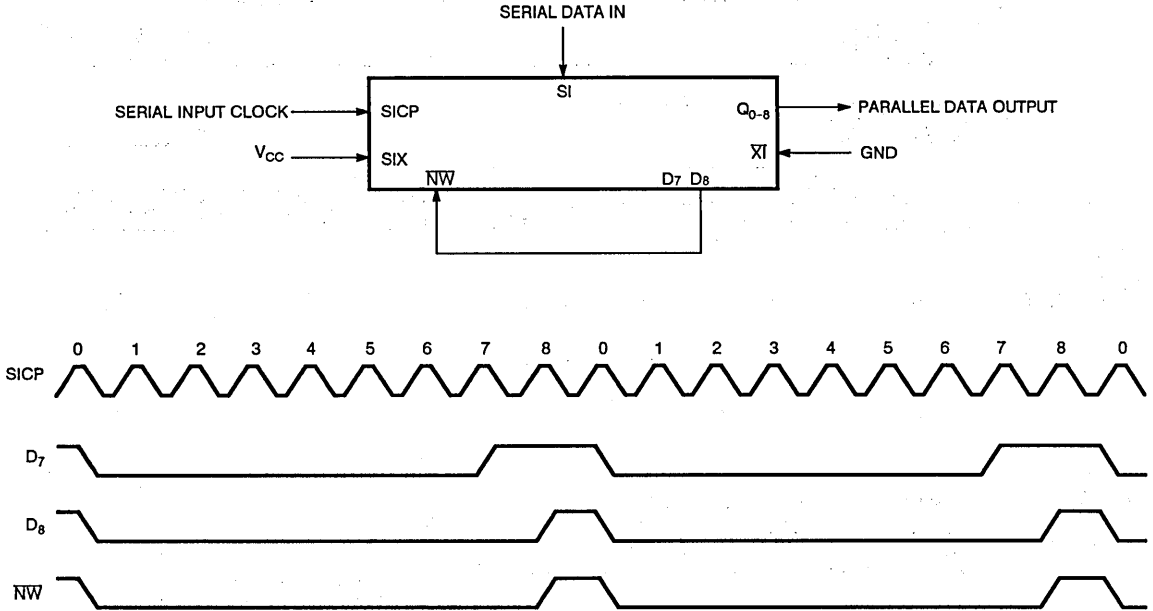 SERIAL DATA IN
SI
SERIAL INPUT CLOCK SICP Q0–8 PARALLEL DATA OUTPUT
VCC SIX XI GND
NW D7 D8
0 1 2 3 4 5 6 7 8 0 1 2 3 4 5 6 7 8 0
SICP
D7
D8
NW